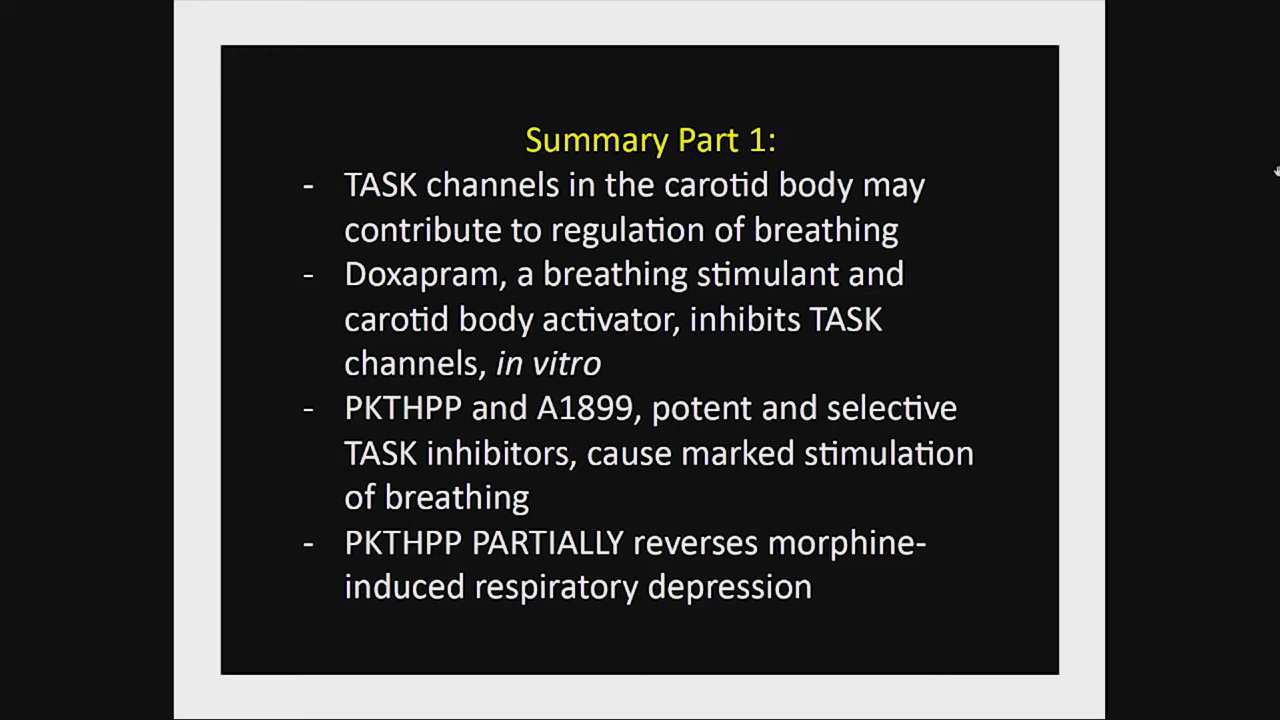 Summary Part 1:
- TASK channels in the carotid body may
contribute to regulation of breathing
- Doxapram, a breathing stimulant and
carotid body activator, inhibits TASK
channels, in vitro
- PKTHPP and A1899, potent and selective
TASK inhibitors, cause marked stimulation
of breathing
- PKTHPP PARTIALLY reverses morphine-
induced respiratory depression